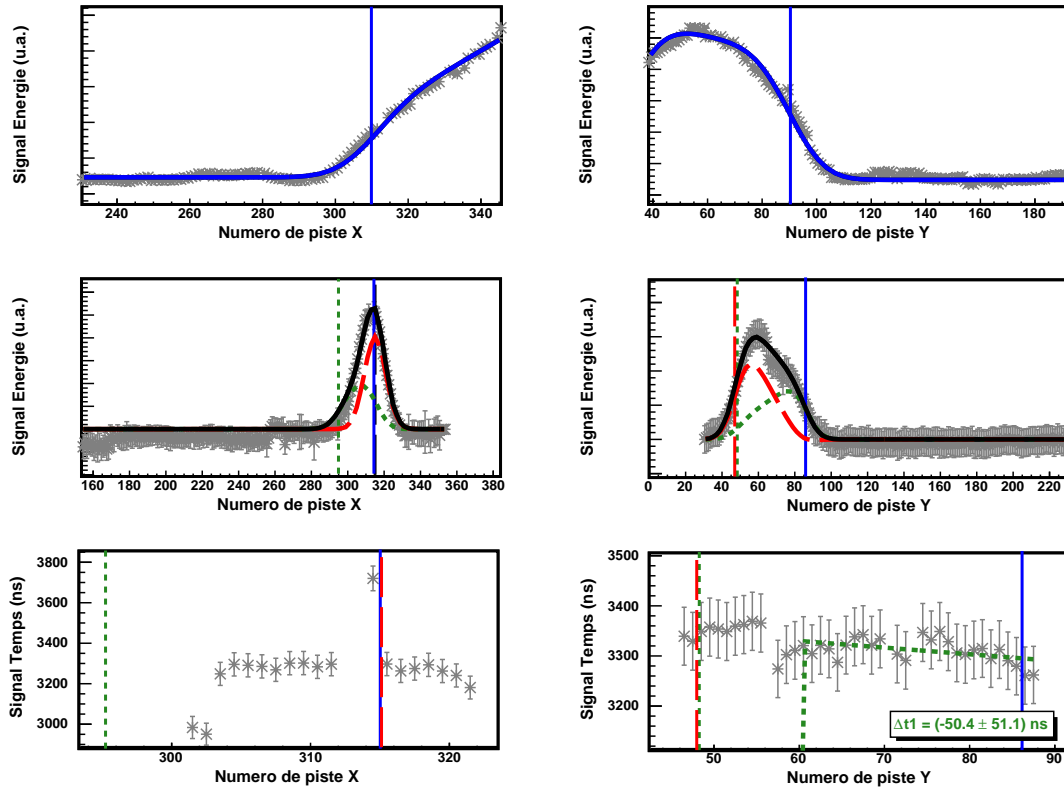 Signal Energie (u.a.)
240 260 280 300 320 340
Numero de piste X
Signal Energie (u.a.)
40 60 80 100 120 140 160 180
Numero de piste Y
Signal Energie (u.a.)
160 180 200 220 240 260 280 300 320 340 360 380
Numero de piste X
Signal Energie (u.a.)
0 20 40 60 80 100 120 140 160 180 200 220
Numero de piste Y
Signal Temps (ns)
3800
3600
3400
3200
3000
300 310 320
Numero de piste X
Signal Temps (ns)
3500
3400
3300
3200
Δt1 = (-50.4 ± 51.1) ns
50 60 70 80 90
Numero de piste Y